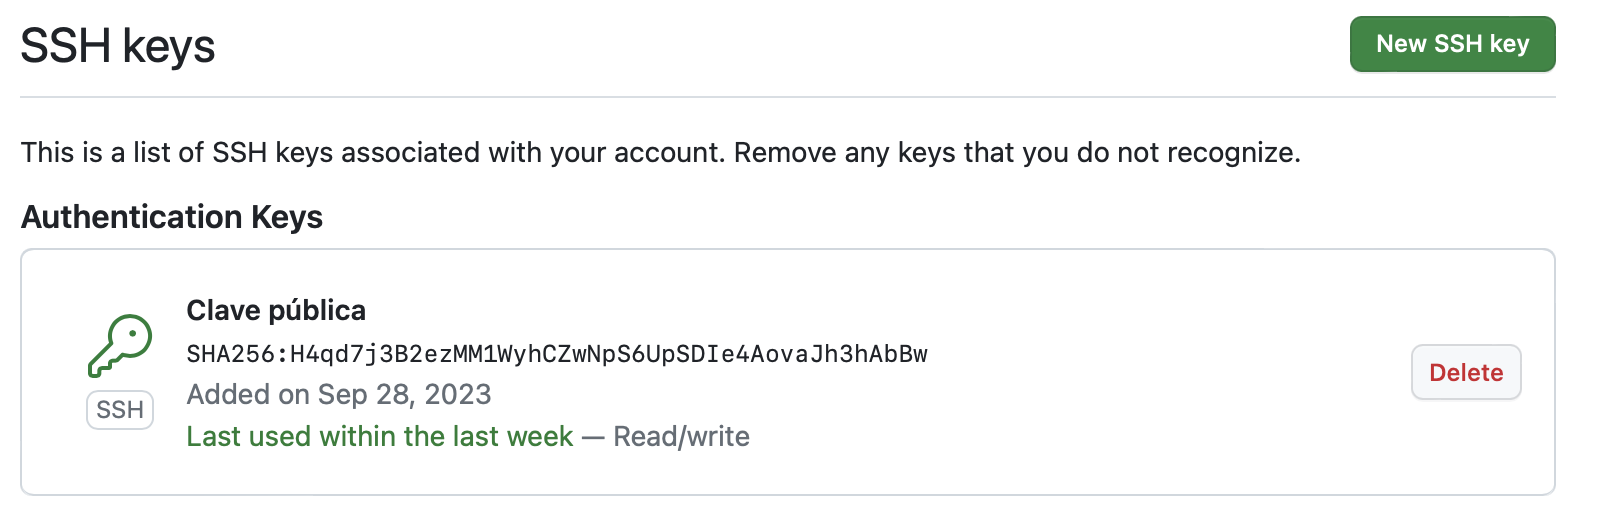 SSH keys
New SSH key
This is a list of SSH keys associated with your account. Remove any keys that you do not recognize.
Authentication Keys
Clave pública
SHA256:H4qd7j3B2ezMM1WyhCZwNpS6UpSDIe4AovaJh3hAbBw
Added on Sep 28, 2023
Last used within the last week — Read/write
SSH
Delete